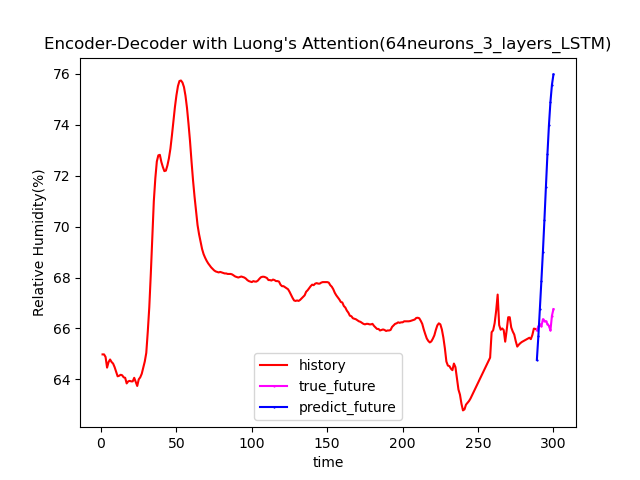 Encoder-Decoder with Luong's Attention(64neurons_3_layers_LSTM)
Relative Humidity(%)
76
74
72
70
68
66
64
history
true_future
predict_future
0
50
100
150
200
250
300
time